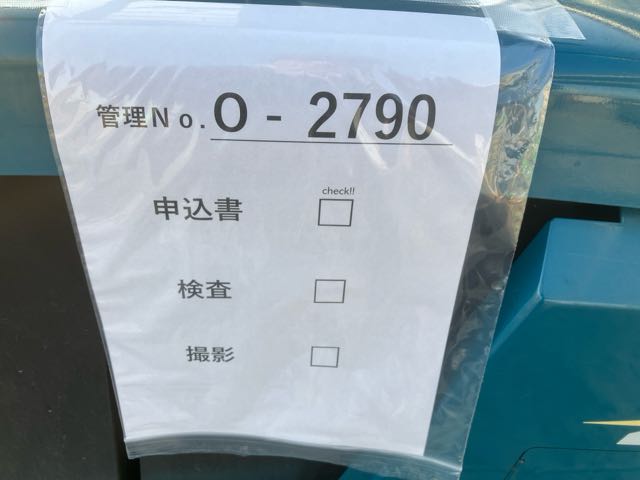 管理No. O - 2790
check!!
申込書 □
検査 □
撮影 □